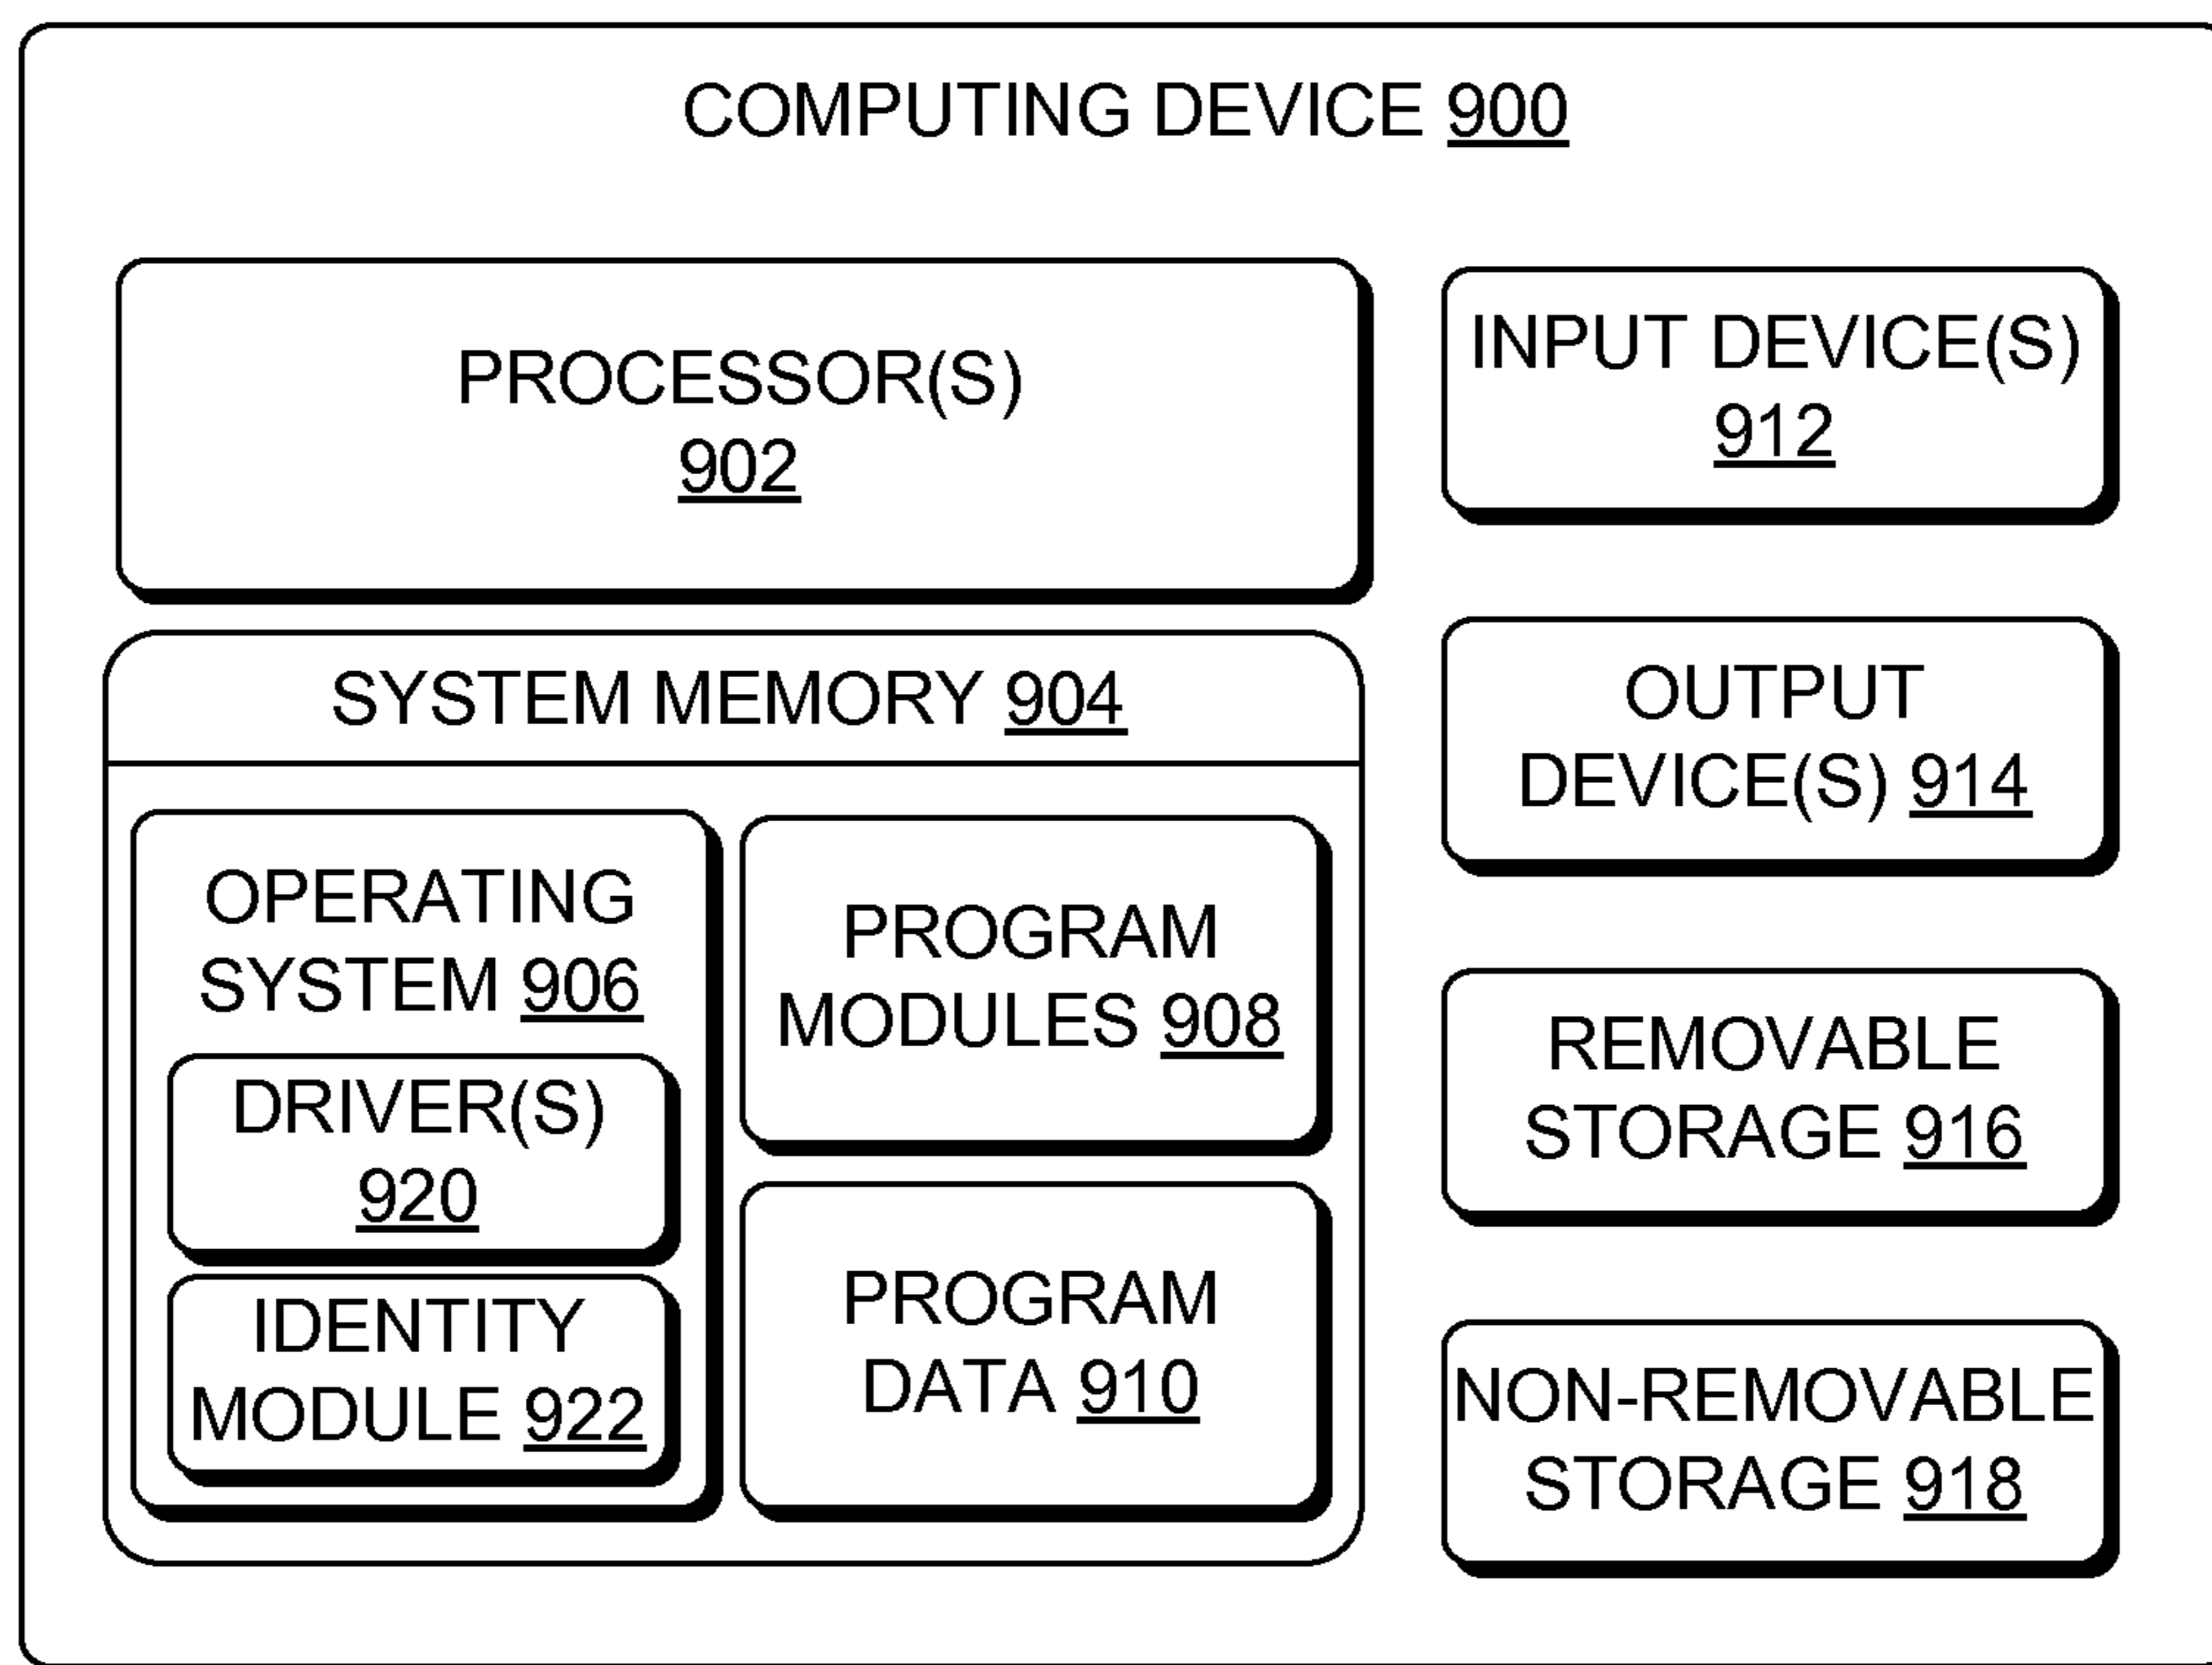 COMPUTING DEVICE 900
PROCESSOR(S)
902
SYSTEM MEMORY 904
OPERATING
SYSTEM 906
DRIVER(S)
920
IDENTITY
MODULE 922
PROGRAM
MODULES 908
PROGRAM
DATA 910
INPUT DEVICE(S)
912
OUTPUT
DEVICE(S) 914
REMOVABLE
STORAGE 916
NON-REMOVABLE
STORAGE 918